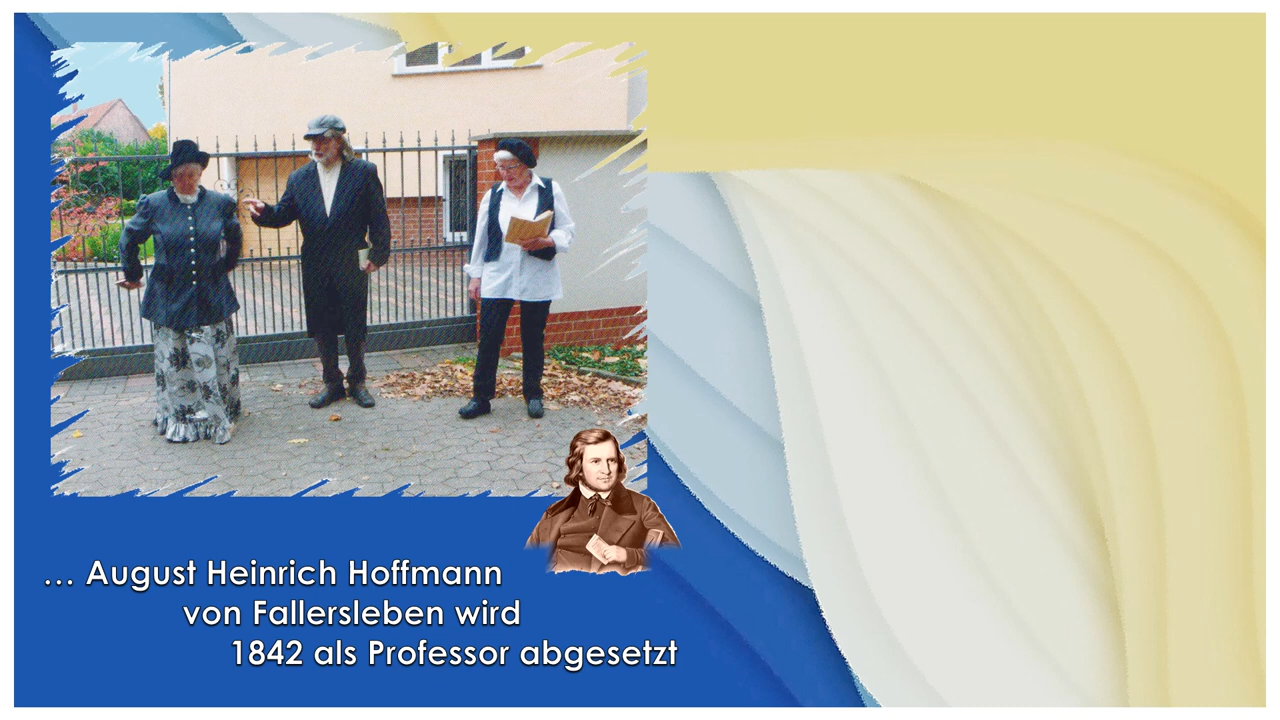 … August Heinrich Hoffmann
von Fallersleben wird
1842 als Professor abgesetzt